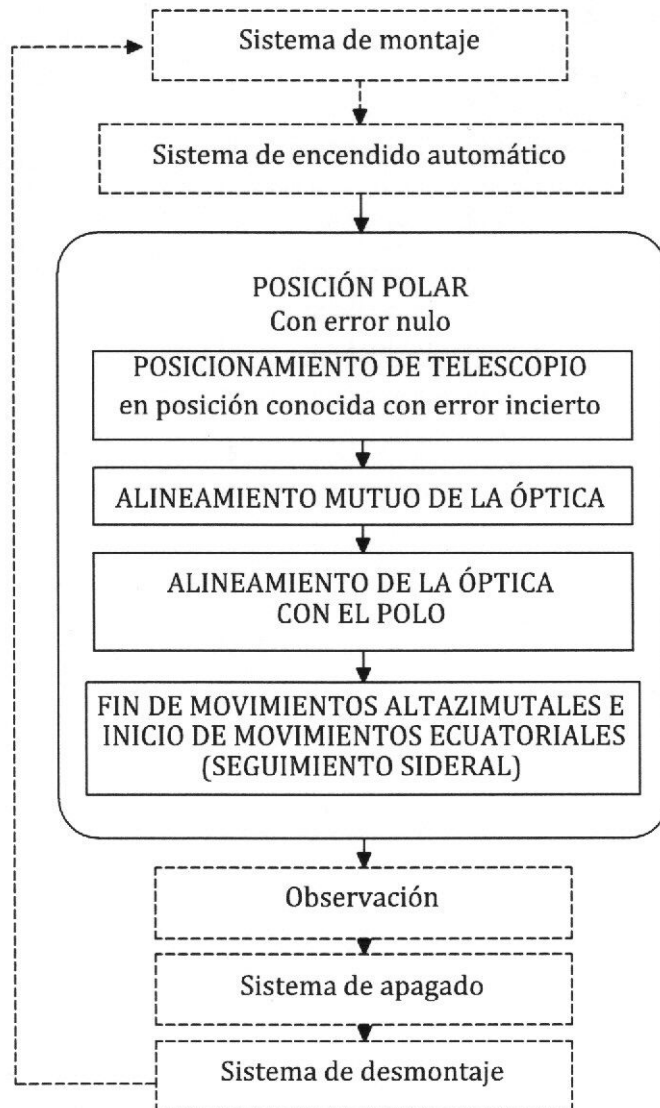 Sistema de montaje
Sistema de encendido automático
POSICIÓN POLAR
Con error nulo
POSICIONAMIENTO DE TELESCOPIO
en posición conocida con error incierto
ALINEAMIENTO MUTUO DE LA ÓPTICA
ALINEAMIENTO DE LA ÓPTICA
CON EL POLO
FIN DE MOVIMIENTOS ALTAZIMUTALES E
INICIO DE MOVIMIENTOS ECUATORIALES
(SEGUIMIENTO SIDERAL)
Observación
Sistema de apagado
Sistema de desmontaje